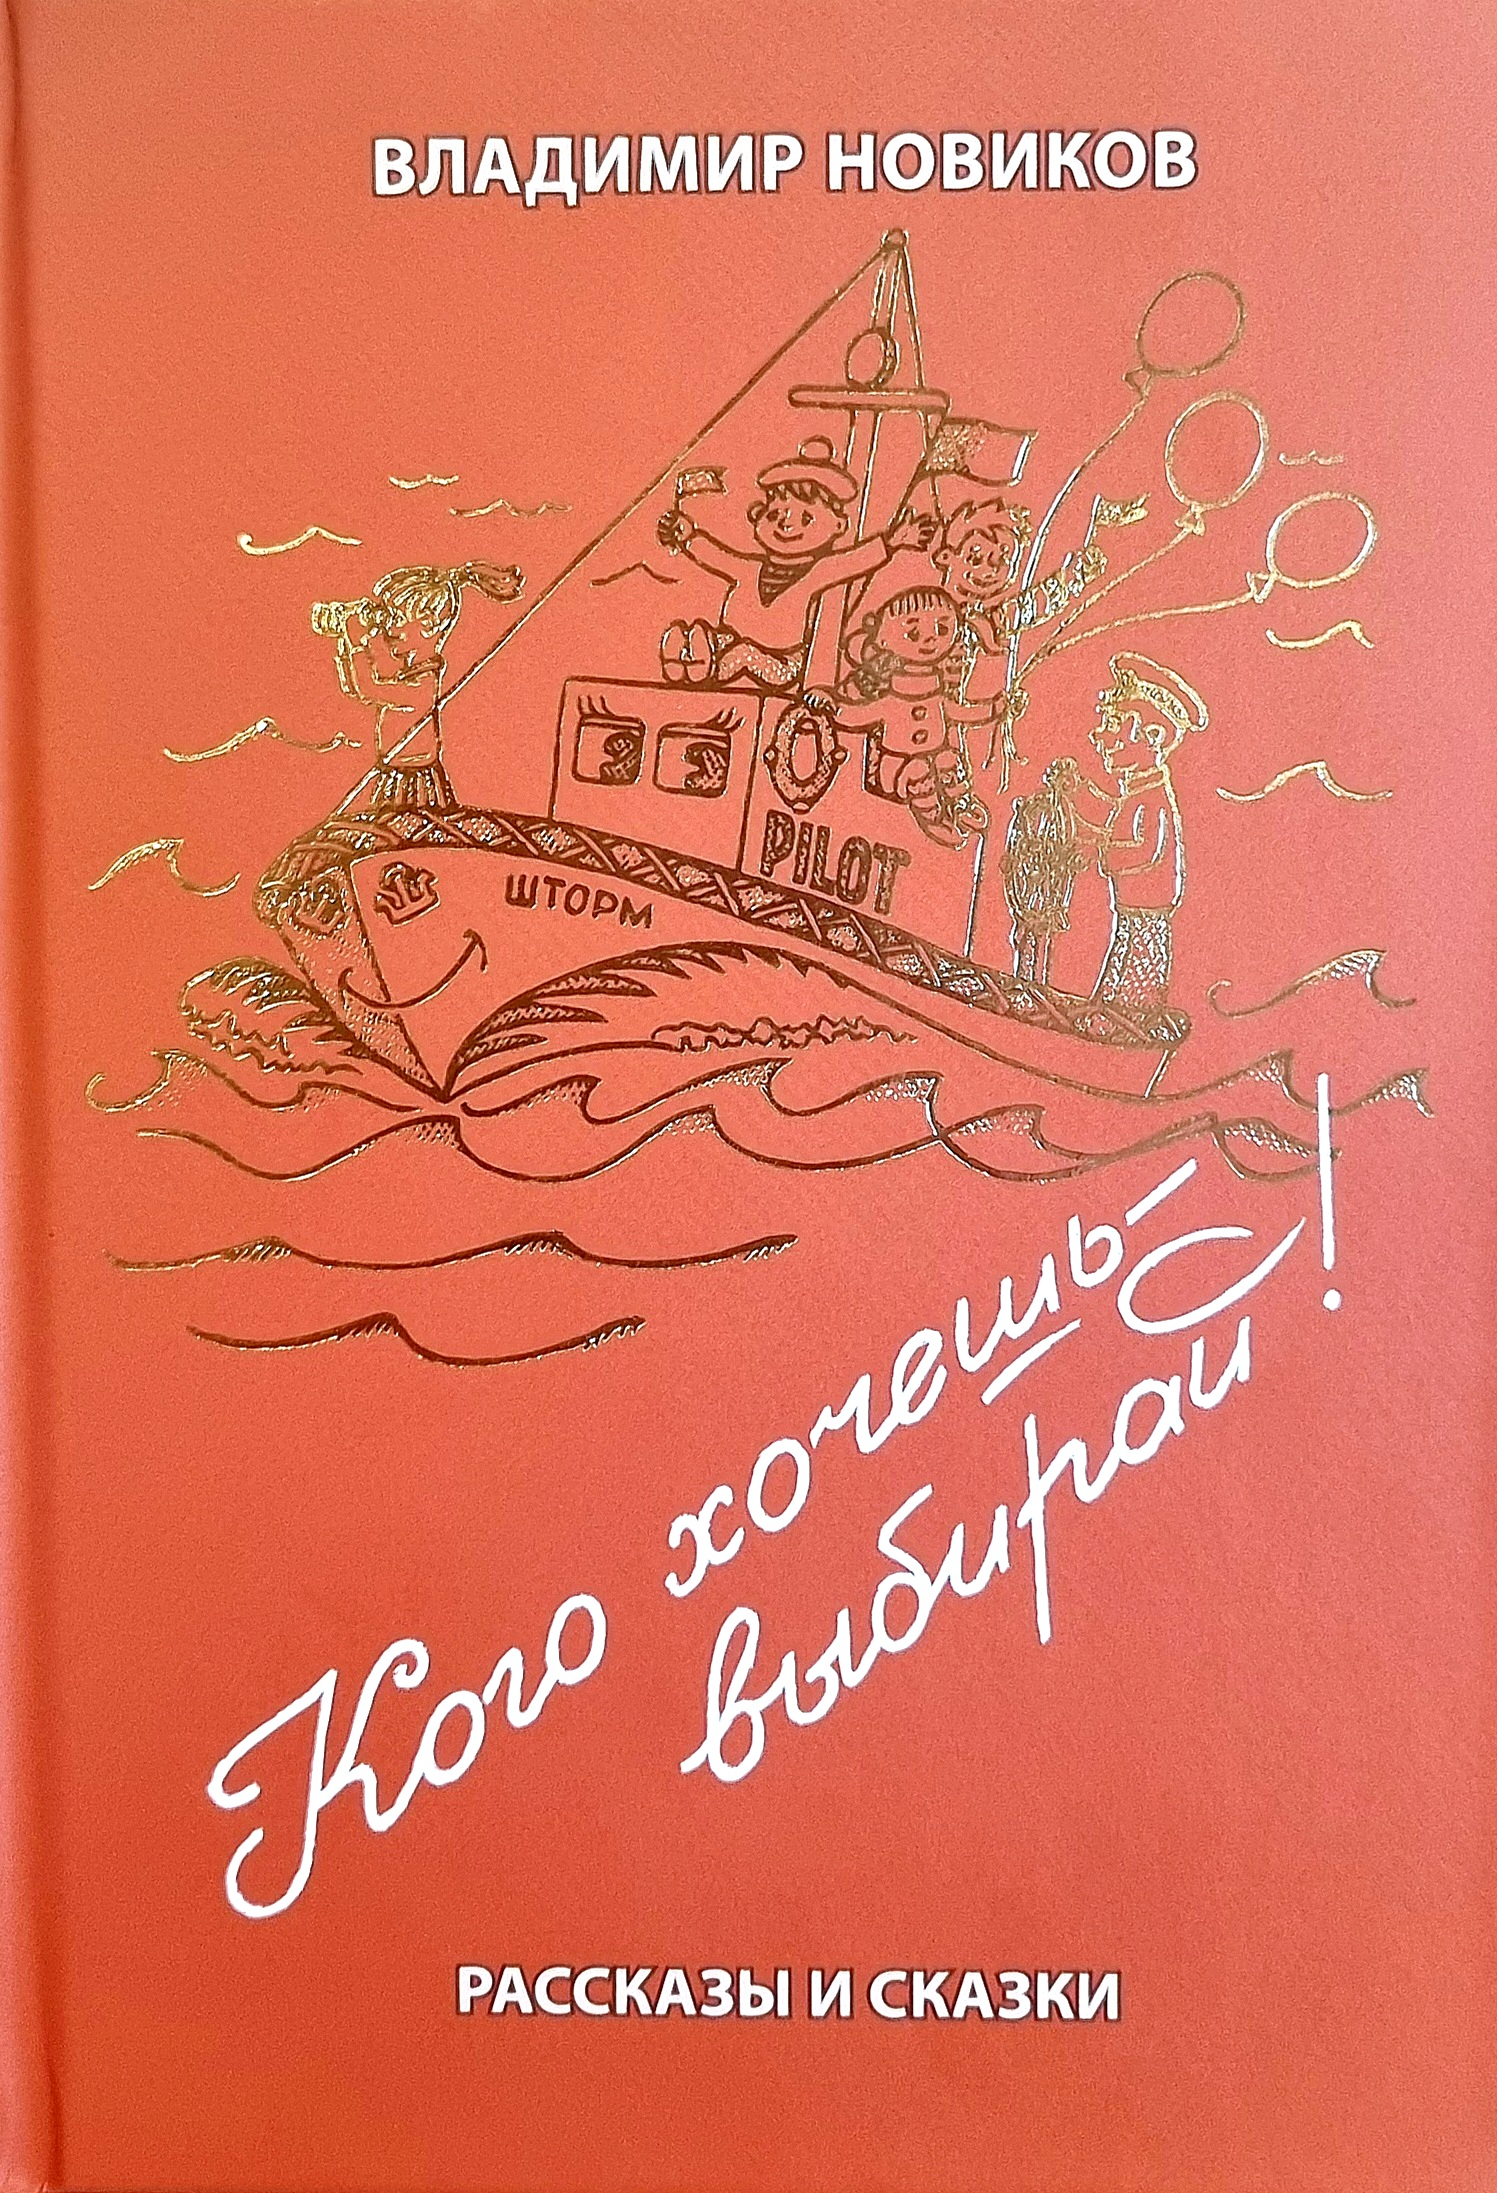 ВЛАДИМИР НОВИКОВ
PILOT
ШТОРМ
Кого хочешь-
выбирай!
РАССКАЗЫ И СКАЗКИ